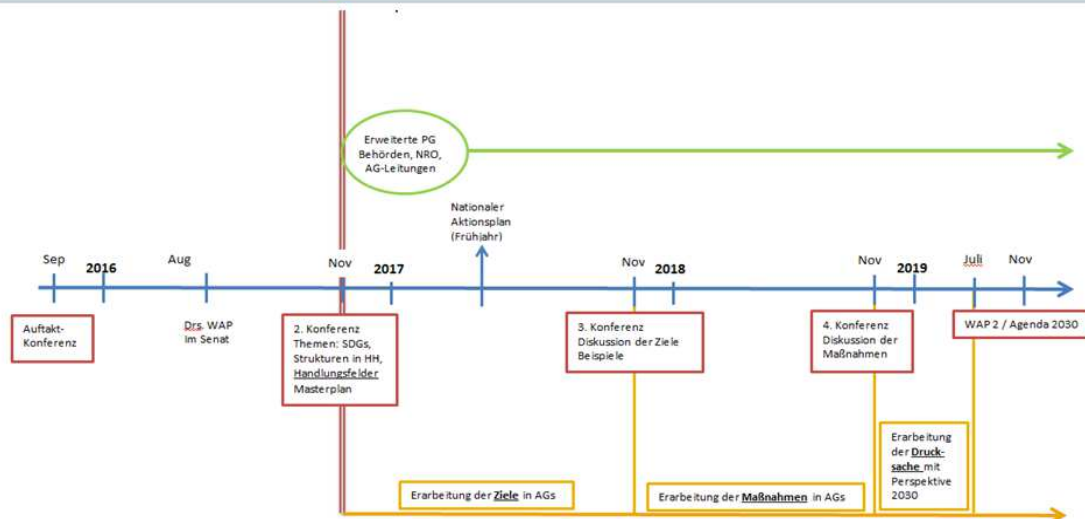 Erweiterte PG
Behörden, NRO,
AG-Leitungen
Nationaler
Aktionsplan
(Frühjahr)
Sep
2016
Aug
Nov
2017
Nov
2018
Nov
2019
Juli
Nov
Auftakt-
Konferenz
Drs. WAP
Im Senat
2. Konferenz
Themen: SDGs,
Strukturen in HH,
Handlungsfelder
Masterplan
3. Konferenz
Diskussion der Ziele
Beispiele
4. Konferenz
Diskussion der
Maßnahmen
WAP 2 / Agenda 2030
Erarbeitung
der Druck-
sache mit
Perspektive
2030
Erarbeitung der Ziele in AGs
Erarbeitung der Maßnahmen in AGs